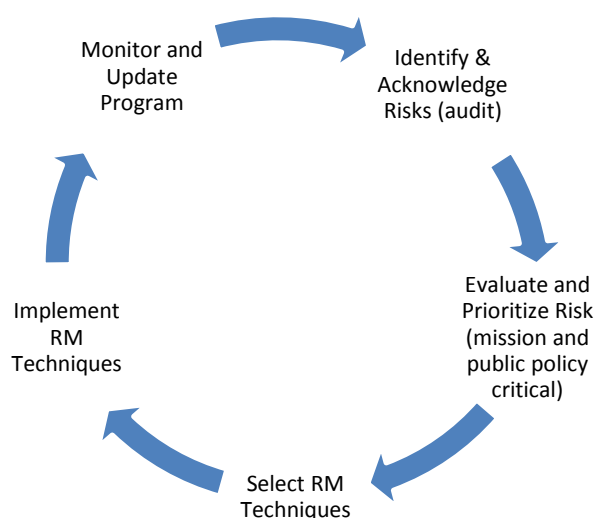 Monitor and
Update
Program
Identify &
Acknowledge
Risks (audit)
Evaluate and
Prioritize Risk
(mission and
public policy
critical)
Select RM
Techniques
Implement
RM
Techniques